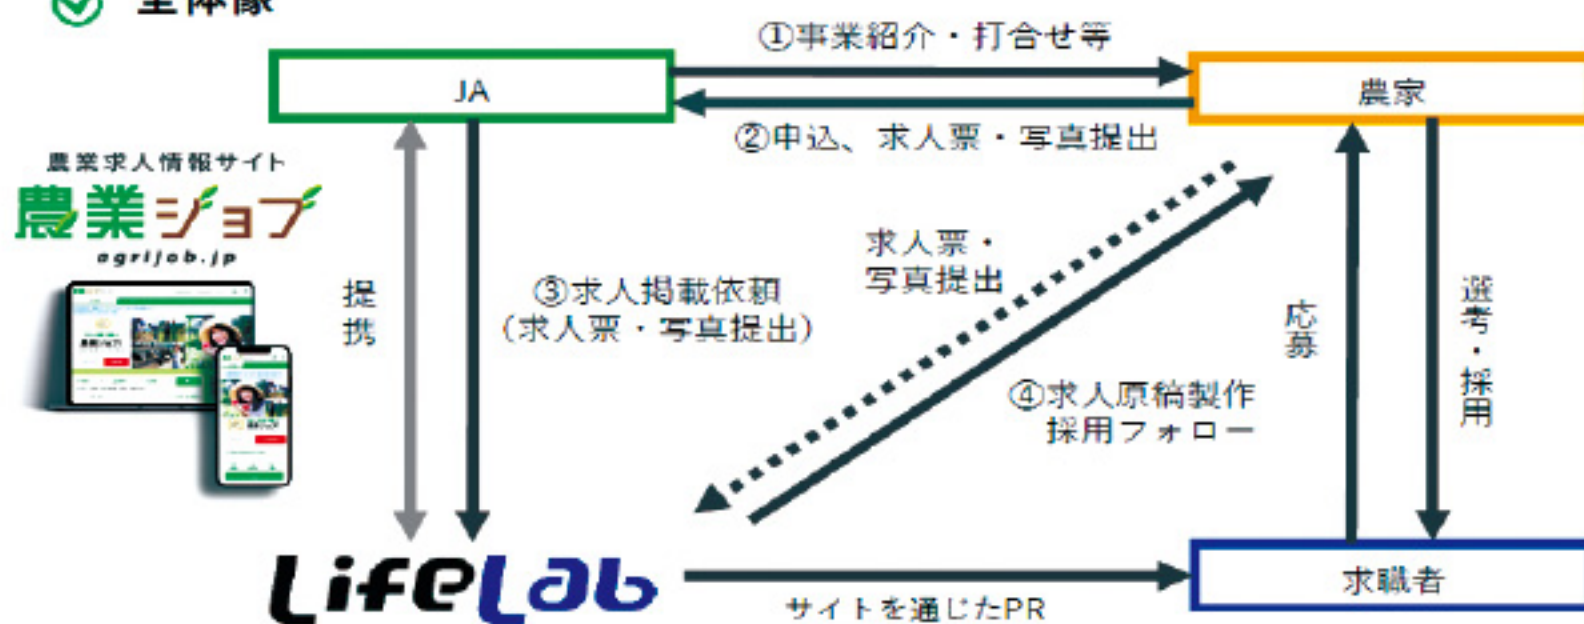 全体像
①事業紹介・打合せ等
JA
農家
②申込、求人票・写真提出
農業求人情報サイト
農業ジョブ
agrijob.jp
求人票・
写真提出
提携
③求人掲載依頼
(求人票・写真提出)
応募
選考・採用
④求人原稿製作
採用フォロー
LifeLab
求職者
サイトを通じたPR